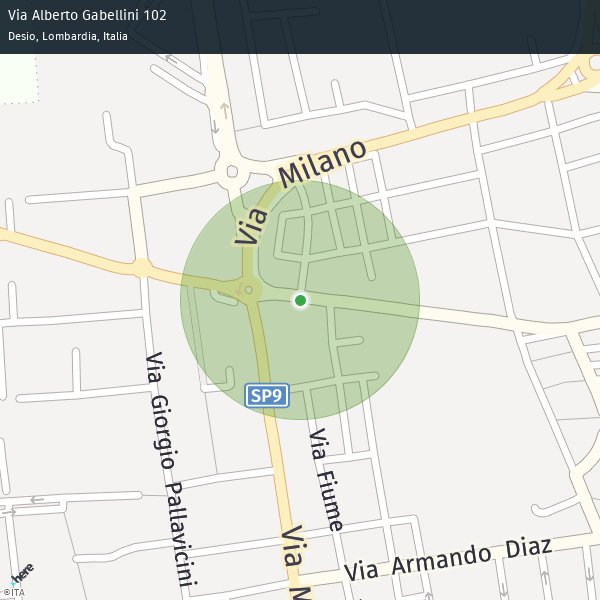 Via Alberto Gabellini 102
Desio, Lombardia, Italia
Via Milano
SP9
Via Giorgio Pallavicini
Via Fiume
Via M
Via Armando Diaz
here
©ITA